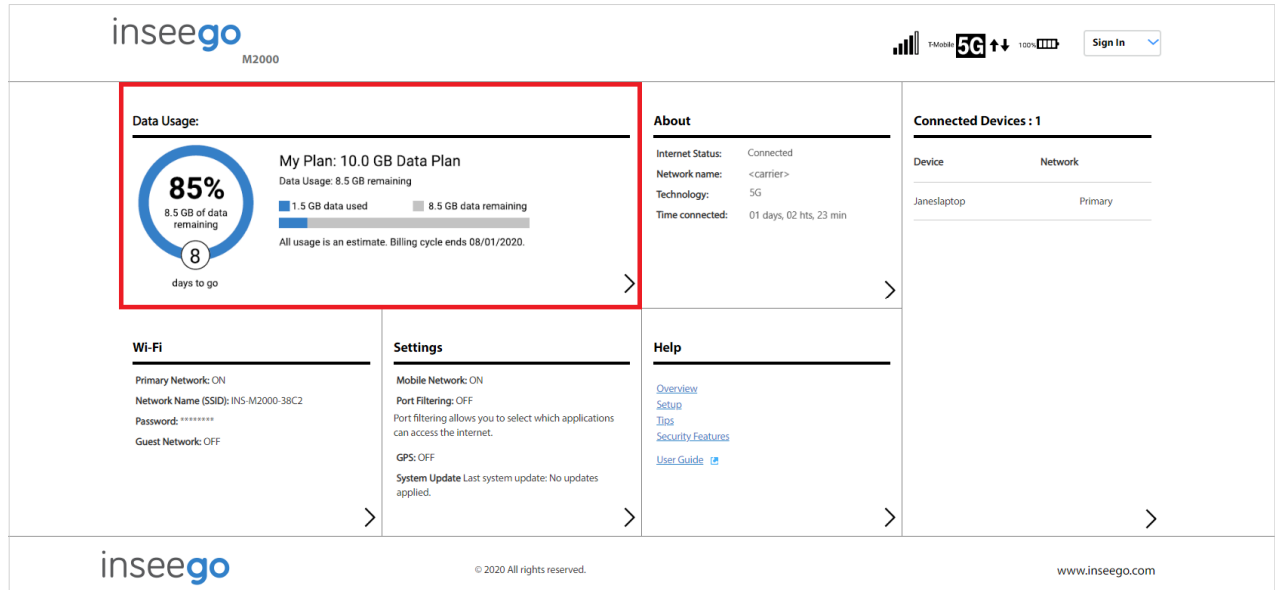 inseego
M2000
T-Mobile 5G 100% Sign In
Data Usage:
85%
8.5 GB of data
remaining
8
days to go
My Plan: 10.0 GB Data Plan
Data Usage: 8.5 GB remaining
1.5 GB data used 8.5 GB data remaining
All usage is an estimate. Billing cycle ends 08/01/2020.
About
Internet Status: Connected
Network name: <carrier>
Technology: 5G
Time connected: 01 days, 02 hts, 23 min
Connected Devices : 1
Device Network
Janeslaptop Primary
Wi-Fi
Primary Network: ON
Network Name (SSID): INS-M2000-38C2
Password: ********
Guest Network: OFF
Settings
Mobile Network: ON
Port Filtering: OFF
Port filtering allows you to select which applications
can access the internet.
GPS: OFF
System Update Last system update: No updates
applied.
Help
Overview
Setup
Tips
Security Features
User Guide
inseego
© 2020 All rights reserved.
www.inseego.com